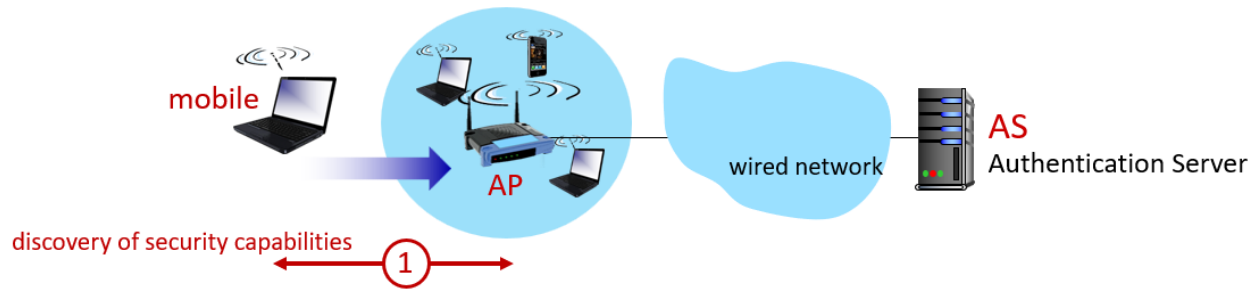 mobile
AP
wired network
AS
Authentication Server
discovery of security capabilities
1